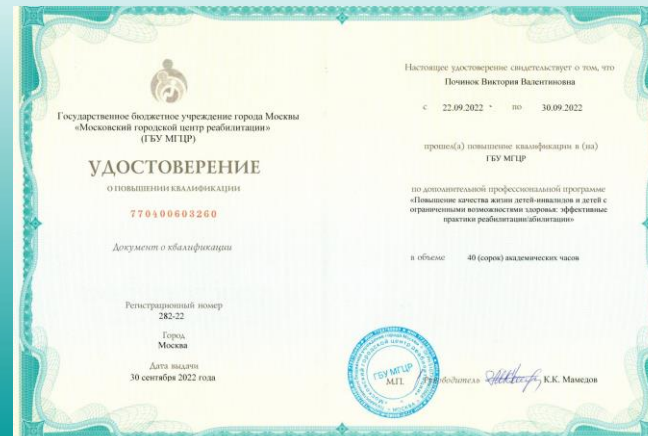 Государственное бюджетное учреждение города Москвы
«Московский городской центр реабилитации»
(ГБУ МГЦР)
УДОСТОВЕРЕНИЕ
О ПОВЫШЕНИИ КВАЛИФИКАЦИИ
770400603260
Документ о квалификации
Регистрационный номер
282-22
Город
Москва
Дата выдачи
30 сентября 2022 года
Настоящее удостоверение свидетельствует о том, что
Починок Виктория Валентиновна
с 22.09.2022 по 30.09.2022
прошел(а) повышение квалификации в (на)
ГБУ МГЦР
по дополнительной профессиональной программе
«Повышение качества жизни детей-инвалидов и детей с
ограниченными возможностями здоровья: эффективные
практики реабилитации/абилитации»
в объеме 40 (сорок) академических часов
ГБУ МГЦР
М.П.
Руководитель К.К. Мамедов